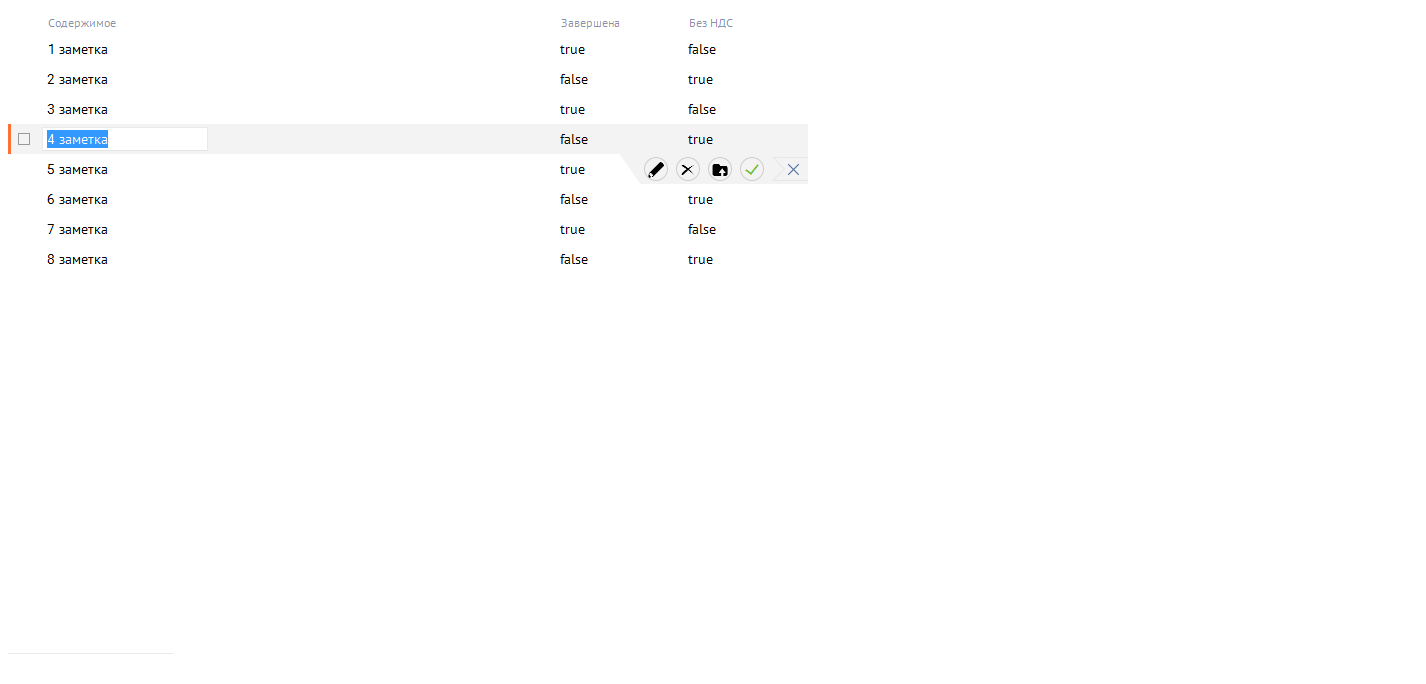 Содержимое Завершена Без НДС
1 заметка true false
2 заметка false true
3 заметка true false
4 заметка false true
5 заметка true
6 заметка false true
7 заметка true false
8 заметка false true